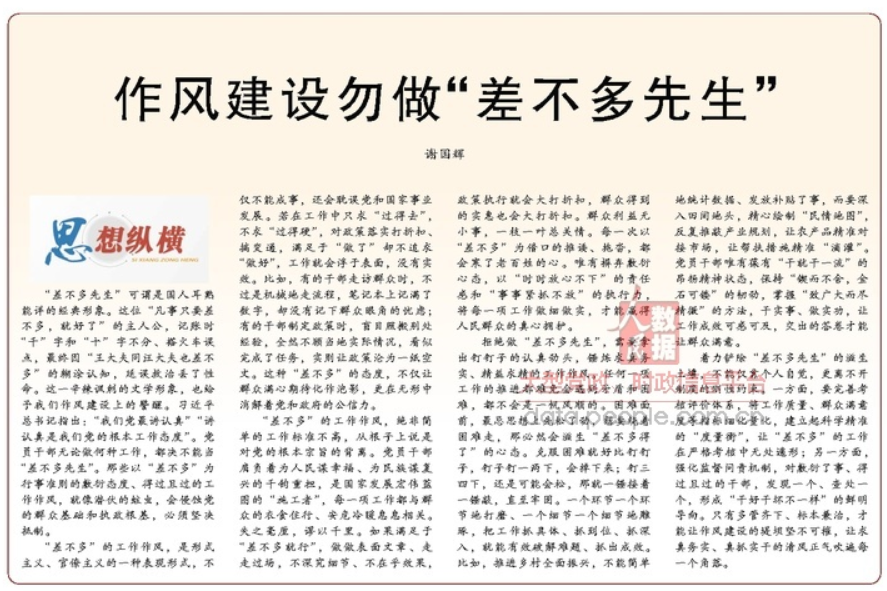 作风建设勿做“差不多先生”
谢国辉
思想纵横
SI XIANG ZONG HENG
“差不多先生”可谓是国人耳熟
能详的经典形象。这位“凡事只要差
不多，就好了”的主人公，记账时
“千”字和“十”字不分、搭火车误
点，最终因“王大夫同汪大夫也差不
多”的糊涂认知，延误救治丢了性
命。这一辛辣讽刺的文学形象，也给
予我们作风建设上的警醒。习近平
总书记指出：“我们党最讲认真”“讲
认真是我们党的根本工作态度”。党
员干部无论做何种工作，都决不能当
“差不多先生”。那些以“差不多”为
行事准则的敷衍态度、得过且过的工
作作风，就像潜伏的蛀虫，会侵蚀党
的群众基础和执政根基，必须坚决
抵制。
“差不多”的工作作风，是形式
主义、官僚主义的一种表现形式，不
仅不能成事，还会耽误党和国家事业
发展。若在工作中只求“过得去”，
不求“过得硬”，对政策落实打折扣、
搞变通，满足于“做了”却不追求
“做好”，工作就会浮于表面，没有实
效。比如，有的干部走访群众时，不
过是机械地走流程，笔记本上记满了
数字，却没有记下群众眼角的忧虑；
有的干部制定政策时，盲目照搬别处
经验，全然不顾当地实际情况，看似
完成了任务，实则让政策沦为一纸空
文。这种“差不多”的态度，不仅让
群众满心期待化作泡影，更在无形中
消解着党和政府的公信力。
“差不多”的工作作风，绝非简
单的工作标准不高，从根子上说是
对党的根本宗旨的背离。党员干部
肩负着为人民谋幸福、为民族谋复
兴的千钧重担，是国家发展宏伟蓝
图的“施工者”，每一项工作都与群
众的衣食住行、安危冷暖息息相关。
失之毫厘，谬以千里。如果满足于
“差不多就行”，做做表面文章、走
走过场，不深究细节、不在乎效果，
政策执行就会大打折扣，群众得到
的实惠也会大打折扣。群众利益无
小事，一枝一叶总关情。每一次以
“差不多”为借口的推诿、拖沓，都
会寒了老百姓的心。唯有摒弃敷衍
心态，以“时时放心不下”的责任
感和“事事紧抓不放”的执行力，
将每一项工作做细做实，才能赢得
人民群众的真心拥护。
拒绝做“差不多先生”，需要拿
出钉钉子的认真劲头，锤炼求真务
实、精益求精的工作作风。任何一项
工作的推进都难免会遇到矛盾和困
难，都不会是一帆风顺的。困难面
前，最忌思想上先松了劲，程
困难走，那必然会滋生“差不多得
了”的心态。克服困难就好比钉钉
子，钉子钉一两下，会掉下来；钉三
四下，还是可能会松，那就一锤接着
一锤敲，直至牢固。一个环节一个环
节地打磨、一个细节一个细节地雕
琢，把工作抓具体、抓到位、抓深
入，就能有效破解难题、抓出成效。
比如，推进乡村全面振兴，不能简单
地统计数据、发放补贴了事，而要深
入田间地头，精心绘制“民情地图”，
反复推敲产业规划，让农产品精准对
接市场，让帮扶措施精准“滴灌”。
党员干部唯有葆有“干就干一流”的
昂扬精神状态，保持“锲而不舍，金
石可镂”的韧劲，掌握“致广大而尽
精微”的方法，干实事、做实功，让
工作成效可感可及，交出的答卷才能
让群众满意。
着力铲除“差不多先生”的滋生
土壤，不能仅靠个人自觉，更离不开
制度的刚性约束。一方面，要完善考
核评价体系，将工作质量、群众满意
度等指标细化量化，建立起科学精准
的“度量衡”，让“差不多”的工作
在严格考核中无处遁形；另一方面，
强化监督问责机制，对敷衍了事、得
过且过的干部，发现一个、查处一
个，形成“干好干坏不一样”的鲜明
导向。只有多管齐下、标本兼治，才
能让作风建设的堤坝坚不可摧，让求
真务实、真抓实干的清风正气吹遍每
一个角落。
人民数据
大型党政、时政信息平台
data.people.com.cn